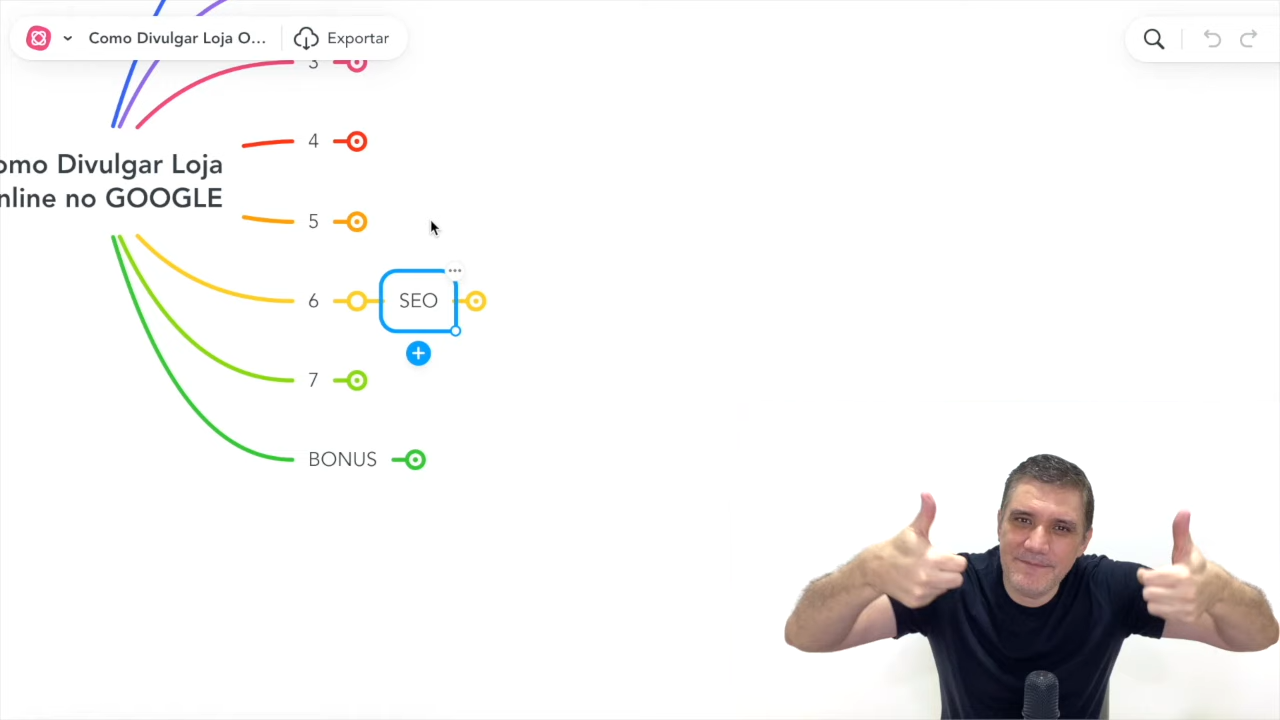 Como Divulgar Loja O...
Exportar
3
4
omo Divulgar Loja
nline no GOOGLE
5
6
SEO
7
BONUS